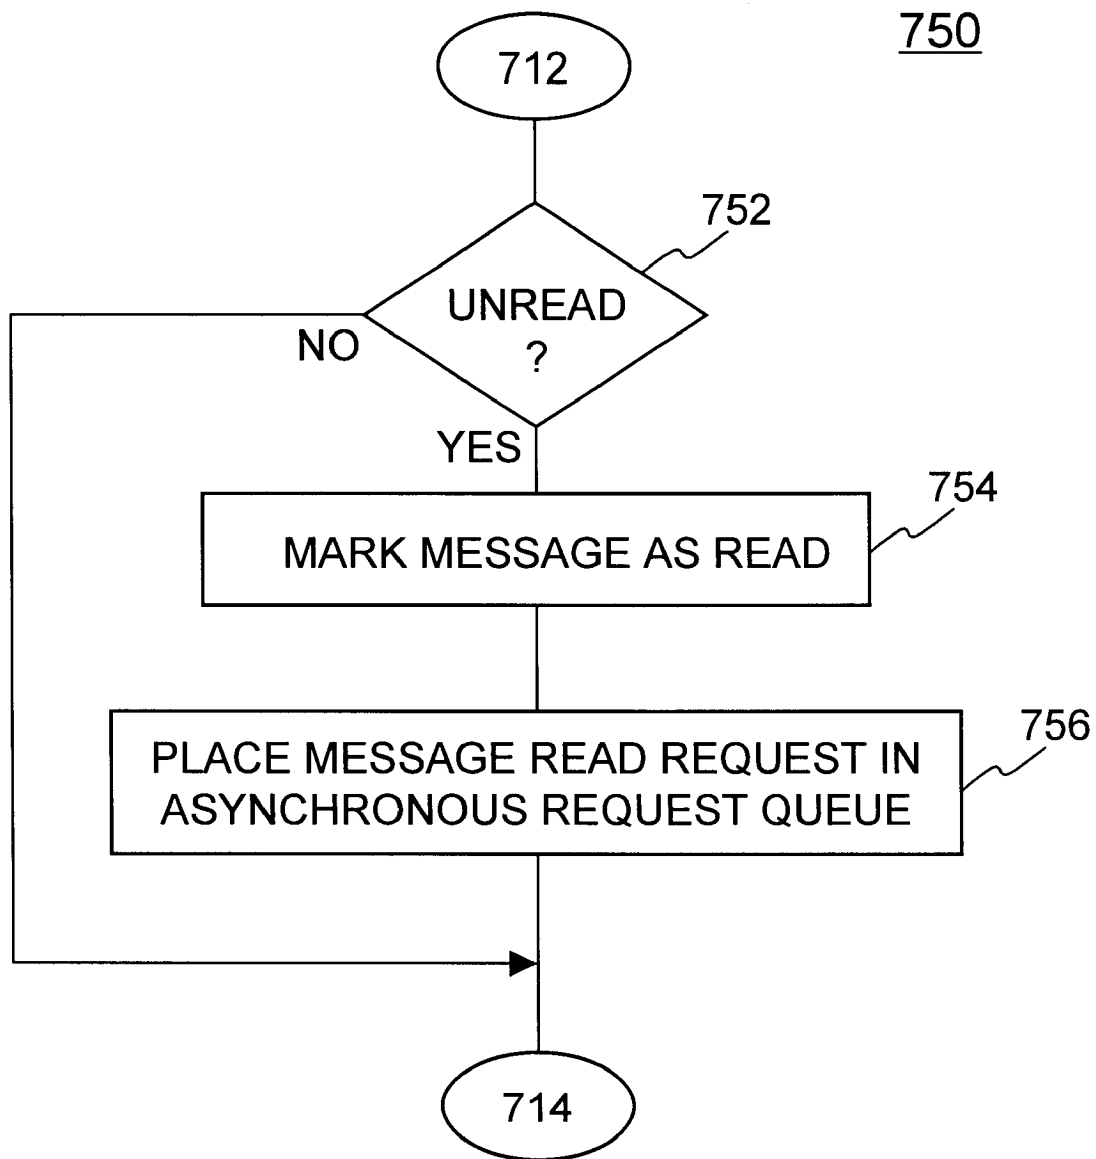 750
712
752
UNREAD
?
NO
YES
754
MARK MESSAGE AS READ
756
PLACE MESSAGE READ REQUEST IN
ASYNCHRONOUS REQUEST QUEUE
714